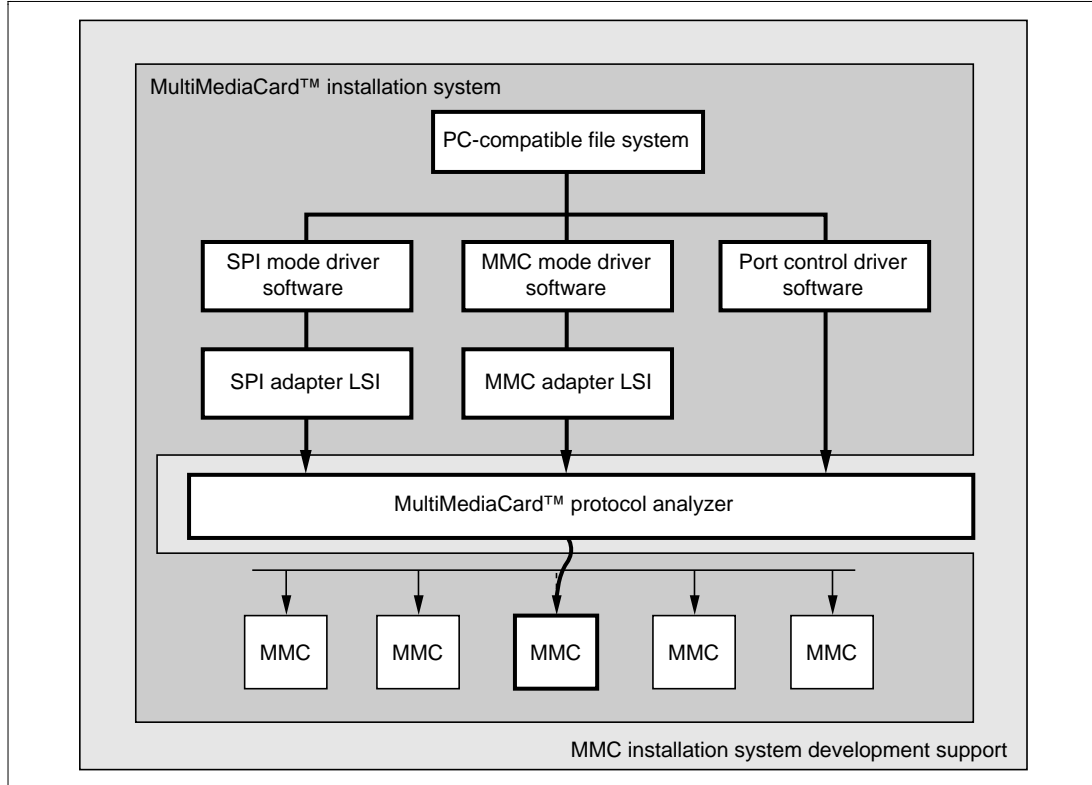 MultiMediaCard™ installation system
PC-compatible file system
SPI mode driver
software
MMC mode driver
software
Port control driver
software
SPI adapter LSI
MMC adapter LSI
MultiMediaCard™ protocol analyzer
MMC
MMC
MMC
MMC
MMC
MMC installation system development support